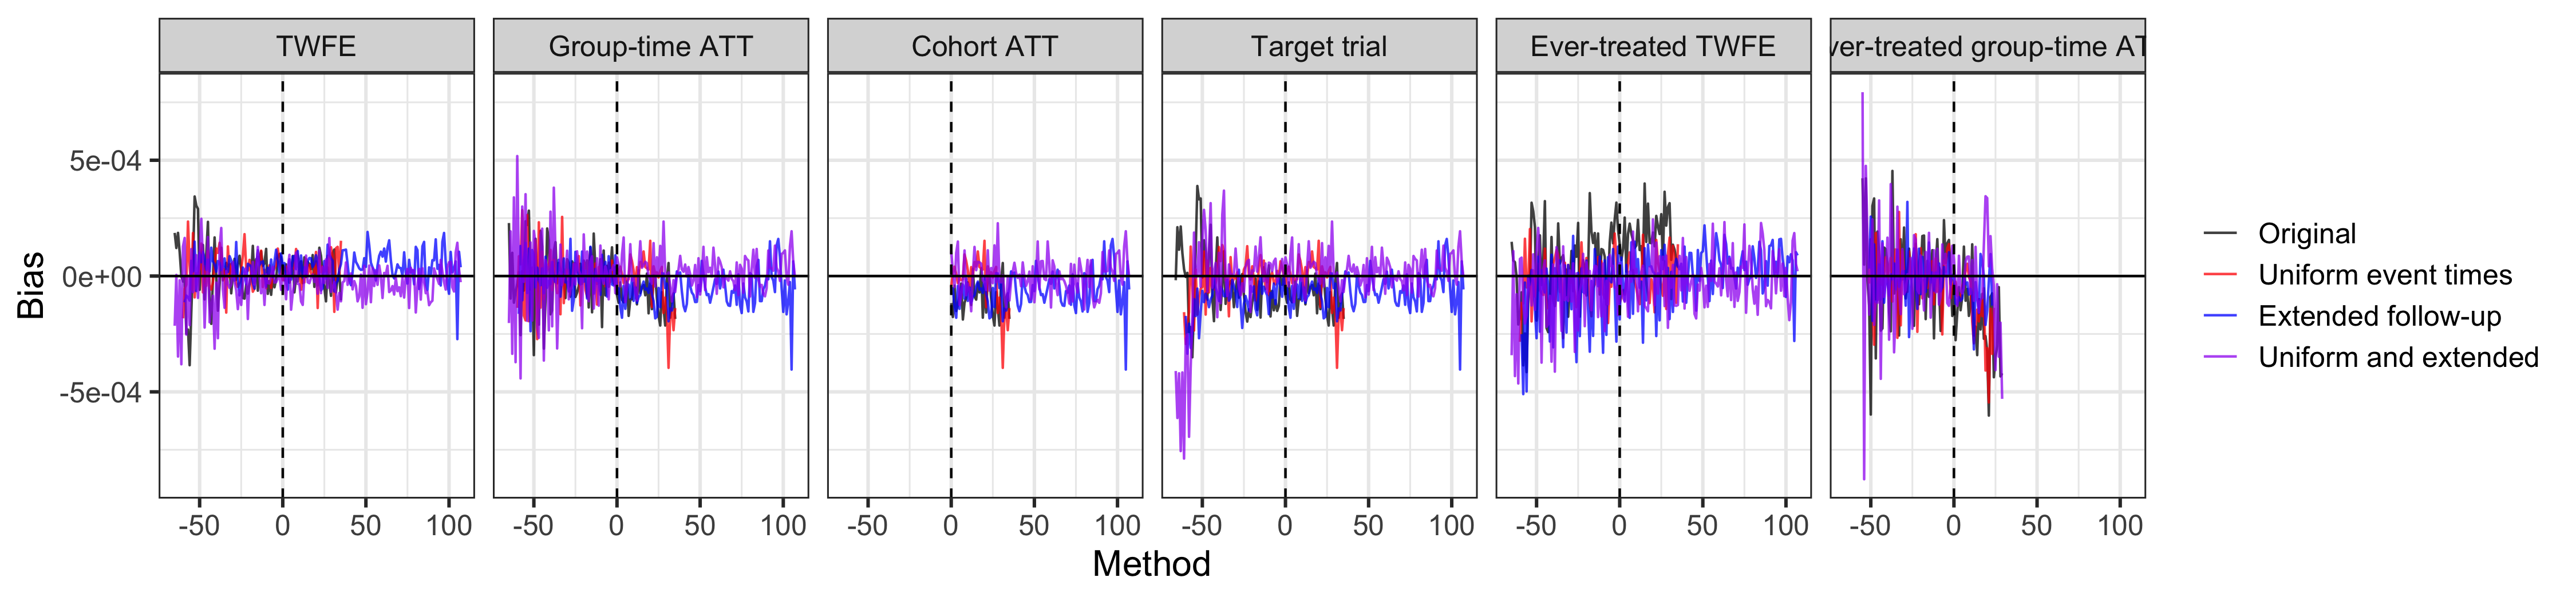 TWFE
Group-time ATT
Cohort ATT
Target trial
Ever-treated TWFE
ver-treated group-time AT
Bias
5e-04
0e+00
-5e-04
-50 0 50 100
-50 0 50 100
-50 0 50 100
-50 0 50 100
-50 0 50 100
-50 0 50 100
Method
Original
Uniform event times
Extended follow-up
Uniform and extended